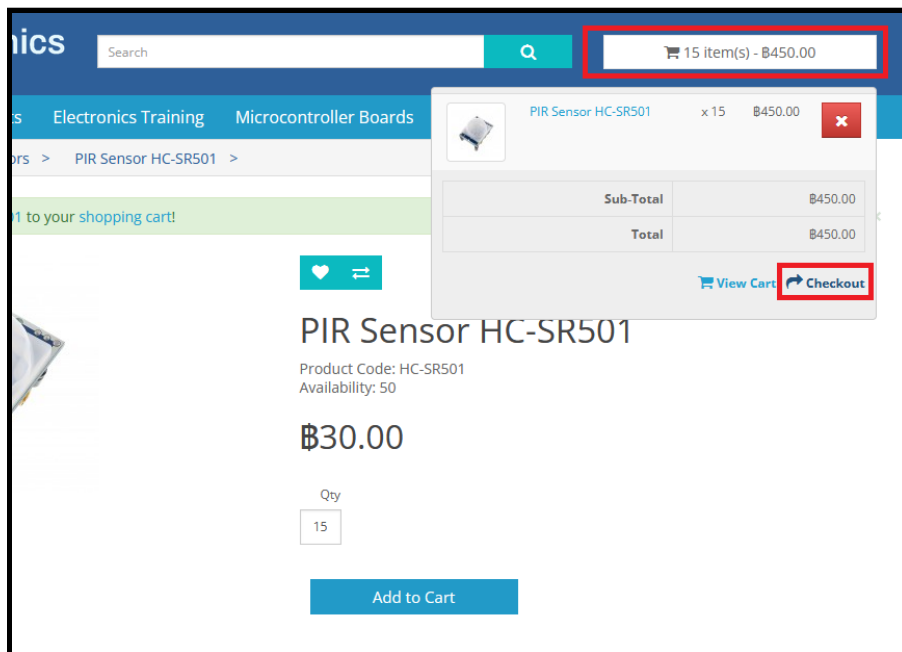 nics
Search
15 item(s) - ฿450.00
ts Electronics Training Microcontroller Boards
ors > PIR Sensor HC-SR501 >
PIR Sensor HC-SR501 x 15 ฿450.00
Sub-Total ฿450.00
Total ฿450.00
View Cart Checkout
01 to your shopping cart!
PIR Sensor HC-SR501
Product Code: HC-SR501
Availability: 50
฿30.00
Qty
15
Add to Cart